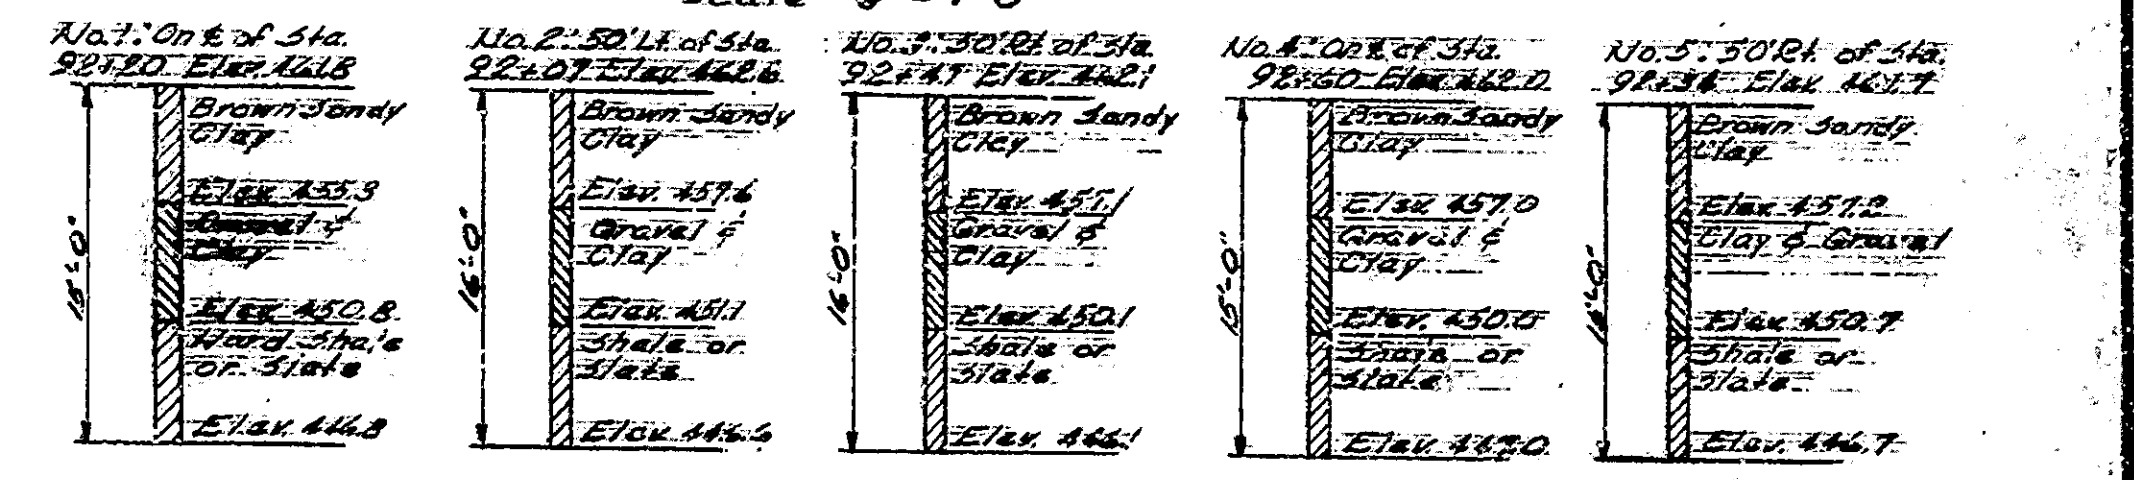 No. 1: On ℄ of Sta.
92+20 Elev. 461.8
15'-0"
Brown Sandy
Clay
Elev. 455.3
Gravel &
Clay
Elev. 450.8
Hard Shale
or Slate
Elev. 446.8
No. 2: 50' Lt. of Sta
92+07 Elev. 462.6
16'-0"
Brown Sandy
Clay
Elev. 457.6
Gravel &
Clay
Elev. 451.1
Shale or
Slate
Elev. 446.6
No. 3: 50' Rt. of Sta.
92+47 Elev. 462.1
16'-0"
Brown Sandy
Clay
Elev.
Gravel &
Clay
Elev. 450.1
Shale or
Slate
Elev. 446.1
No. 4: On ℄ of Sta.
92+60 Elev. 462.0
15'-0"
Brown Sandy
Clay
Elev. 457.0
Gravel &
Clay
Elev. 450.0
Shale or
Slate
Elev. 447.0
No. 5: 50' Rt. of Sta.
Elev.
16'-0"
Brown Sandy
Clay
Elev. 457.2
Clay & Gravel
Elev. 450.7
Shale or
Slate
Elev. 446.7